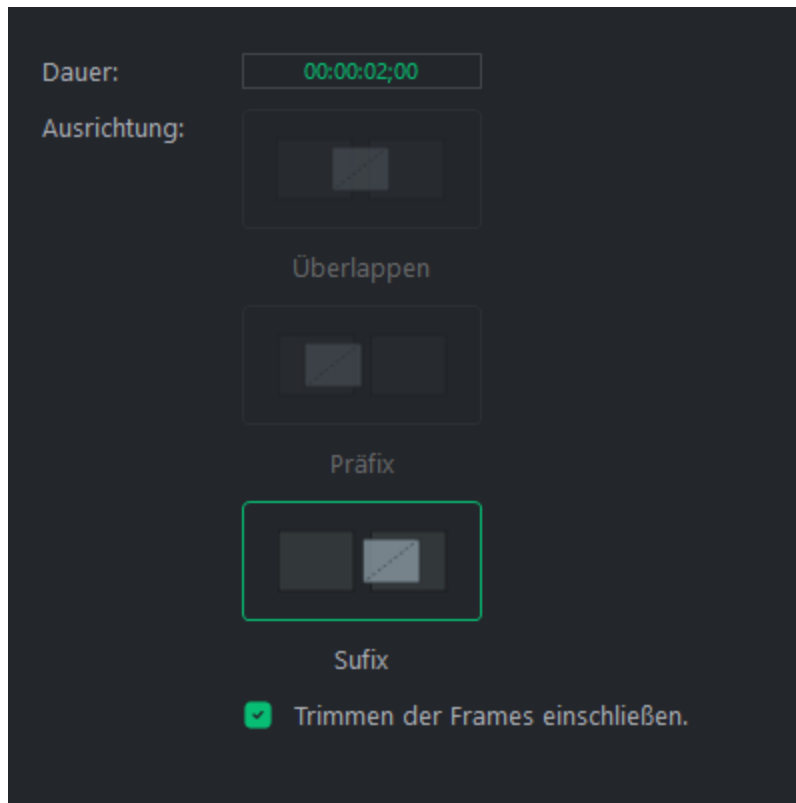 Dauer: 00:00:02;00
Ausrichtung:
Überlappen
Präfix
Sufix
Trimmen der Frames einschließen.